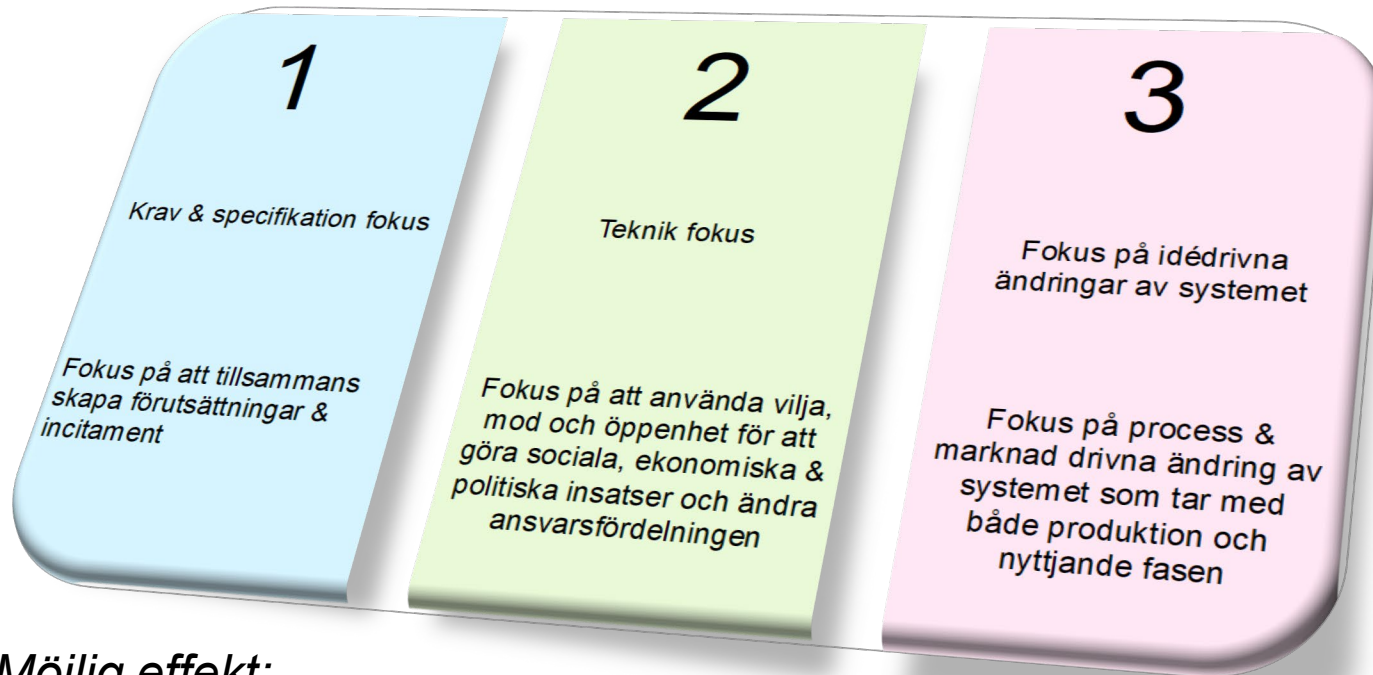 1
Krav & specifikation fokus
Fokus på att tillsammans
skapa förutsättningar &
incitament
2
Teknik fokus
Fokus på att använda vilja,
mod och öppenhet för att
göra sociala, ekonomiska &
politiska insatser och ändra
ansvarsfördelningen
3
Fokus på idédrivna
ändringar av systemet
Fokus på process &
marknad drivna ändring av
systemet som tar med
både produktion och
nyttjande fasen
Möjlig effekt: